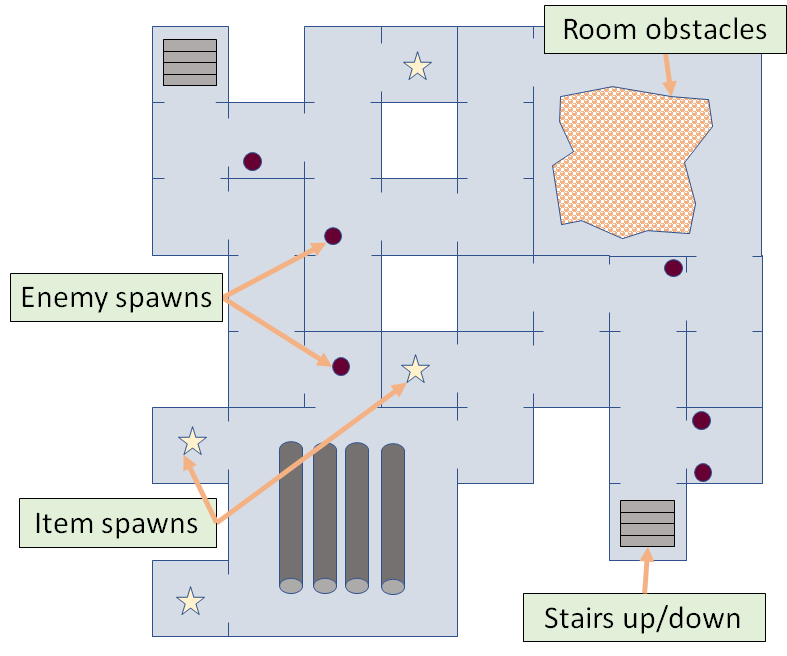 Room obstacles
Enemy spawns
Item spawns
Stairs up/down